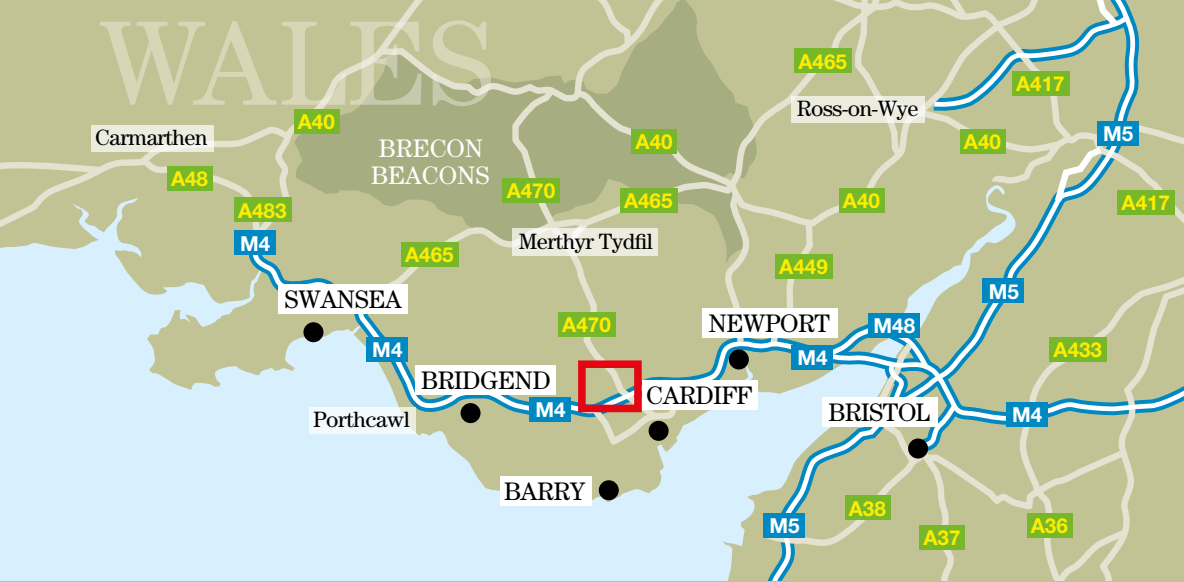 WALES
A465
A417
Ross-on-Wye
A40
Carmarthen
M5
A40
A40
BRECON
BEACONS
A48
A470
A465
A40
A417
A483
M4
Merthyr Tydfil
A465
A449
M5
SWANSEA
A470
NEWPORT
M48
M4
M4
A433
BRIDGEND
CARDIFF
M4
Porthcawl
BRISTOL
M4
BARRY
A38
M5
A37
A36